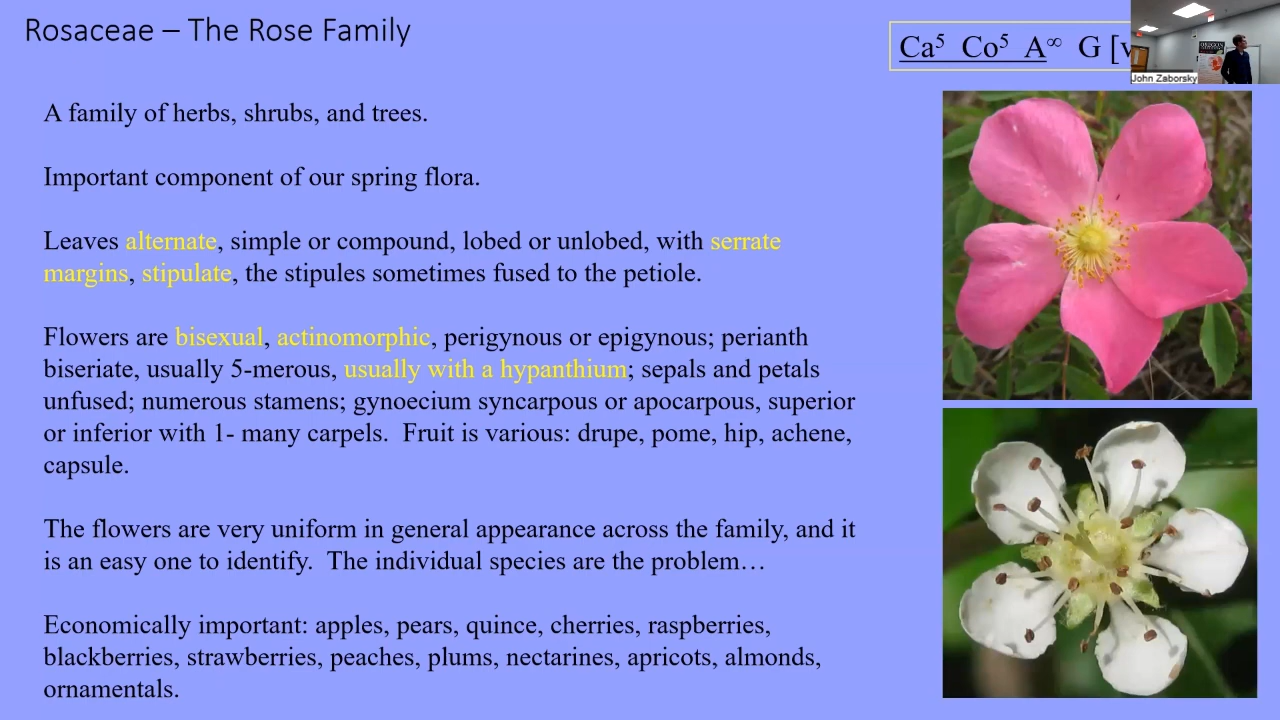 Rosaceae – The Rose Family
Ca⁵ Co⁵ A∞ G [v
John Zaborsky
A family of herbs, shrubs, and trees.
Important component of our spring flora.
Leaves alternate, simple or compound, lobed or unlobed, with serrate
margins, stipulate, the stipules sometimes fused to the petiole.
Flowers are bisexual, actinomorphic, perigynous or epigynous; perianth
biseriate, usually 5-merous, usually with a hypanthium; sepals and petals
unfused; numerous stamens; gynoecium syncarpous or apocarpous, superior
or inferior with 1- many carpels.  Fruit is various: drupe, pome, hip, achene,
capsule.
The flowers are very uniform in general appearance across the family, and it
is an easy one to identify.  The individual species are the problem…
Economically important: apples, pears, quince, cherries, raspberries,
blackberries, strawberries, peaches, plums, nectarines, apricots, almonds,
ornamentals.